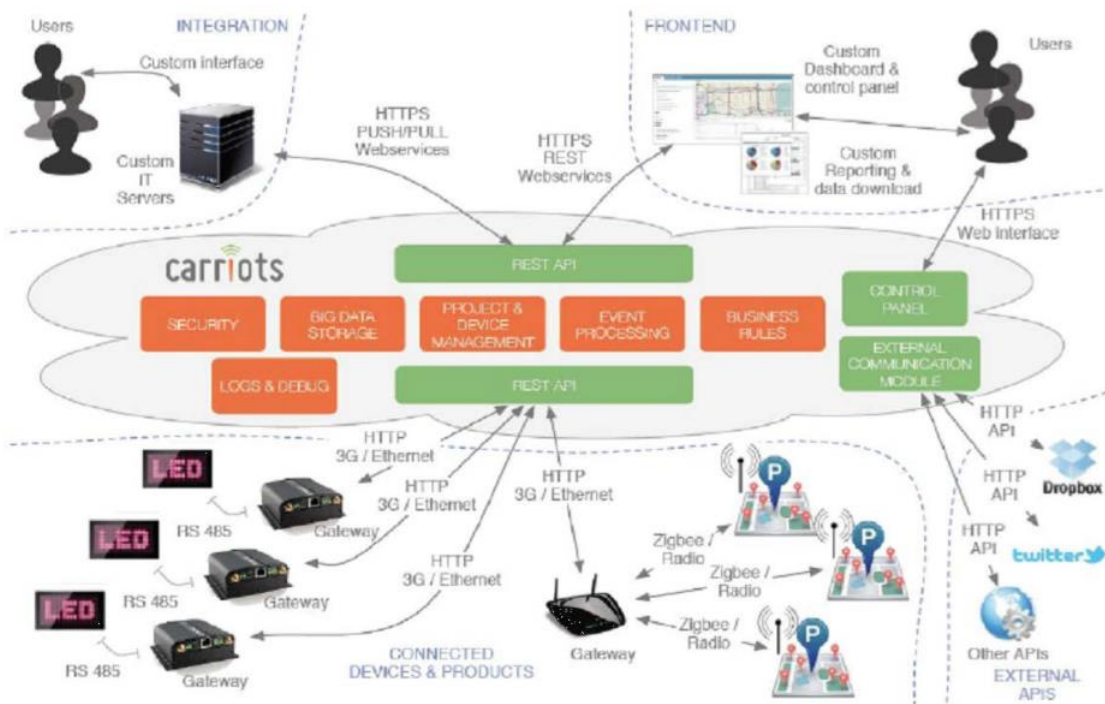 Users
INTEGRATION
Custom interface
Custom
IT
Servers
HTTPS
PUSH/PULL
Webservices
HTTPS
REST
Webservices
FRONTEND
Custom
Dashboard &
control panel
Users
Custom
Reporting &
data download
HTTPS
Web interface
carriots
REST API
SECURITY
BIG DATA
STORAGE
PROJECT &
DEVICE
MANAGEMENT
EVENT
PROCESSING
BUSINESS
RULES
CONTROL
PANEL
LOGS & DEBUG
REST API
EXTERNAL
COMMUNICATION
MODULE
LED
RS 485
Gateway
HTTP
3G / Ethernet
LED
RS 485
Gateway
HTTP
3G / Ethernet
LED
RS 485
Gateway
HTTP
3G / Ethernet
HTTP
3G / Ethernet
Gateway
CONNECTED
DEVICES & PRODUCTS
Zigbee /
Radio
P
Zigbee /
Radio
P
Zigbee /
Radio
P
HTTP
API
Dropbox
HTTP
API
twitter
HTTP
API
Other APIs
EXTERNAL
APIS